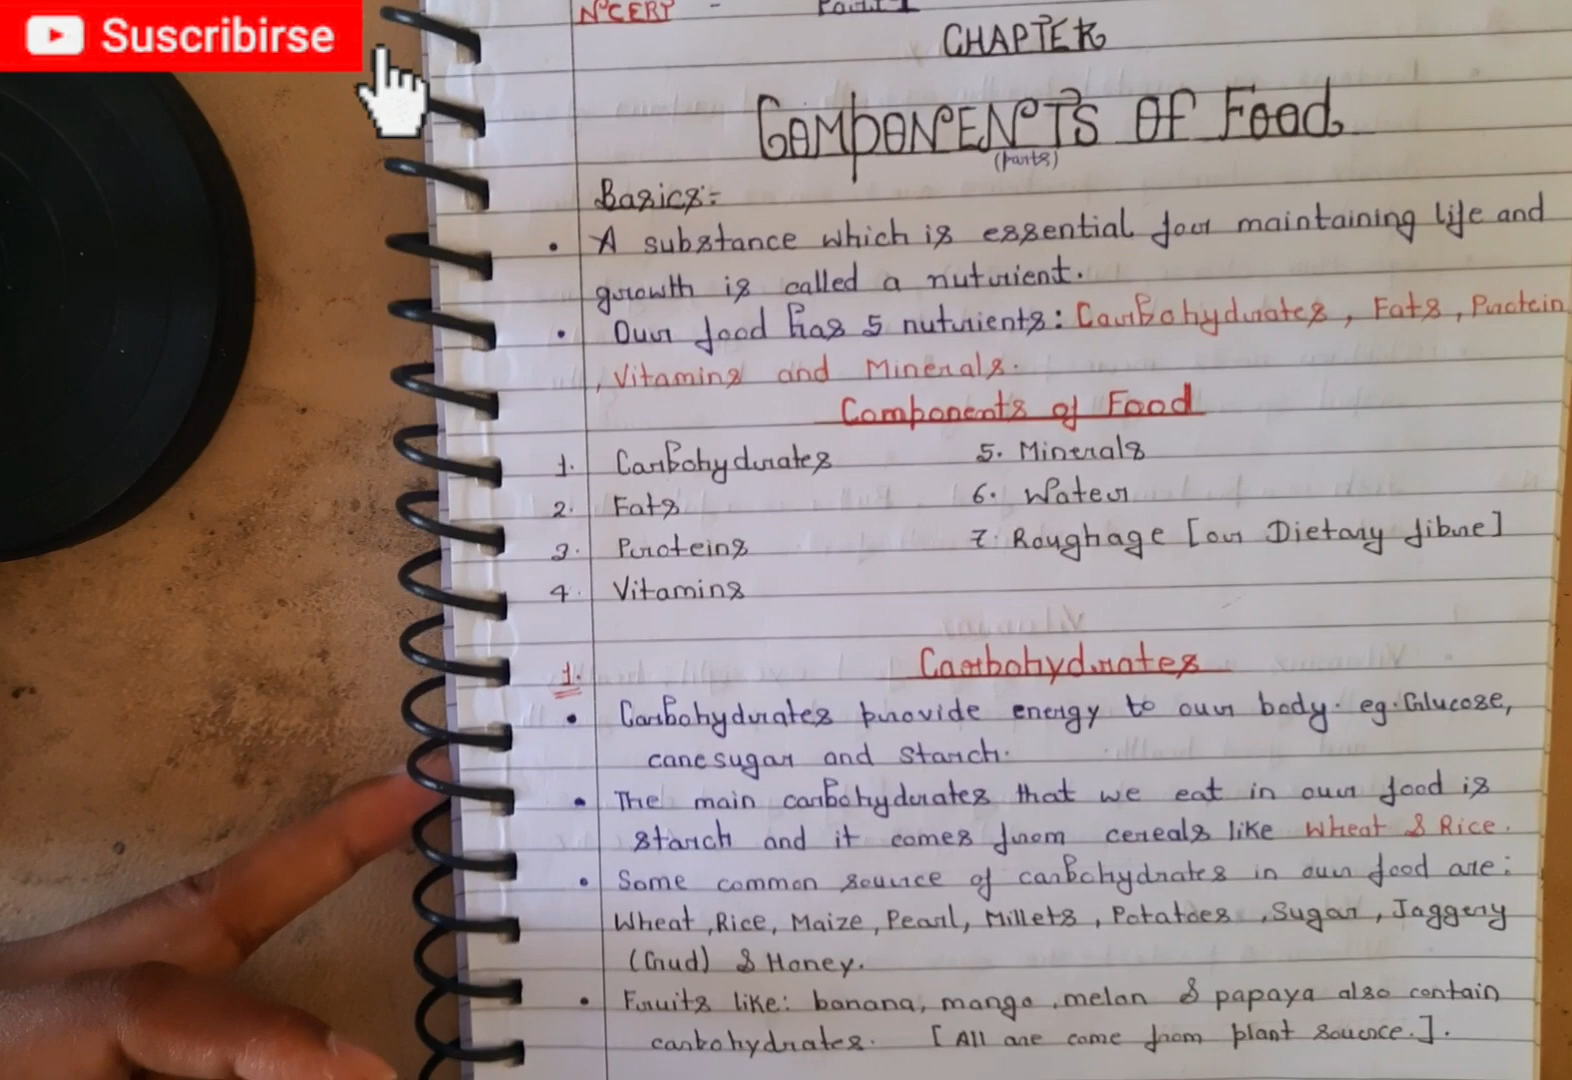 Suscribirse
NCERT - Part-1
CHAPTER
COMPONENTS OF Food
(parts)
Basics:-
• A substance which is essential for maintaining life and
growth is called a nutrient.
• Our food has 5 nutrients: Carbohydrates, Fats, Protein
, Vitamins and Minerals.
Components of Food
1. Carbohydrates
2. Fats
3. Proteins
4. Vitamins
5. Minerals
6. Water
7. Roughage [or Dietary fibre]
1. Carbohydrates
• Carbohydrates provide energy to our body. eg. Glucose,
cane sugar and starch.
• The main carbohydrates that we eat in our food is
starch and it comes from cereals like Wheat & Rice.
• Some common source of carbohydrates in our food are:
Wheat, Rice, Maize, Pearl, Millets, Potatoes, Sugar, Jaggery
(Gud) & Honey.
• Fruits like: banana, mango, melon & papaya also contain
carbohydrates. [All are come from plant source.].